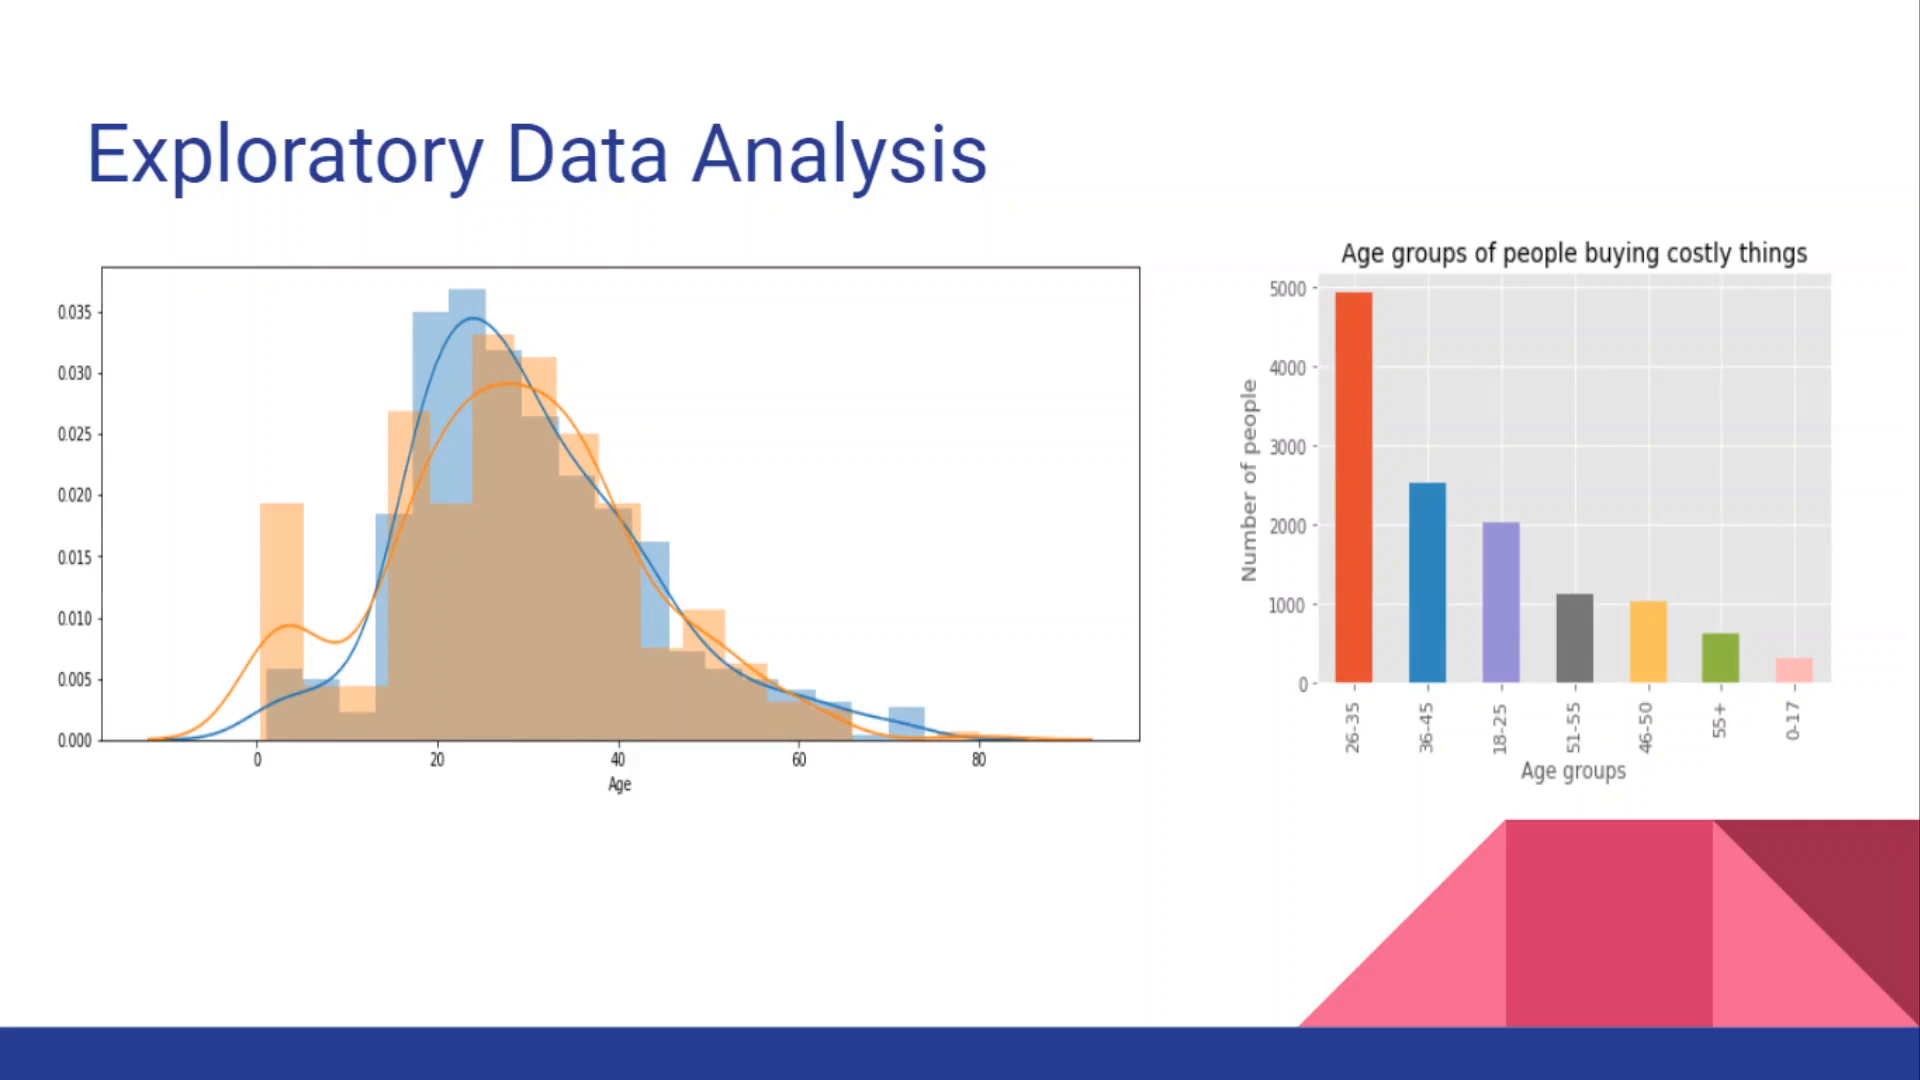 Exploratory Data Analysis
0.035
0.030
0.025
0.020
0.015
0.010
0.005
0.000
0 20 40 60 80
Age
Age groups of people buying costly things
5000
4000
3000
2000
1000
0
Number of people
26-35 36-45 18-25 51-55 46-50 55+ 0-17
Age groups